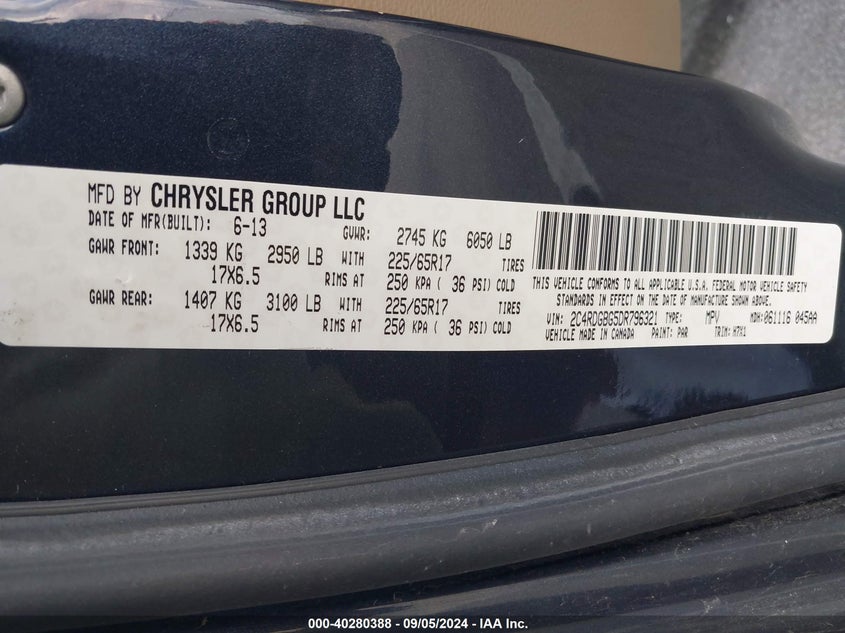 MFD BY CHRYSLER GROUP LLC
DATE OF MFR(BUILT): 6-13 GVWR: 2745 KG 6050 LB
GAWR FRONT: 1339 KG 2950 LB WITH 225/65R17 TIRES
17X6.5 RIMS AT 250 KPA ( 36 PSI) COLD
GAWR REAR: 1407 KG 3100 LB WITH 225/65R17 TIRES
17X6.5 RIMS AT 250 KPA ( 36 PSI) COLD
THIS VEHICLE CONFORMS TO ALL APPLICABLE U.S.A. FEDERAL MOTOR VEHICLE SAFETY
STANDARDS IN EFFECT ON THE DATE OF MANUFACTURE SHOWN ABOVE.
VIN: 2C4RDGBG5DR796321 TYPE: MPV MDH: 061116 045AA
VEHICLE MADE IN CANADA PAINT: PAR TRIM: H7X1
000-40280388 - 09/05/2024 - IAA Inc.